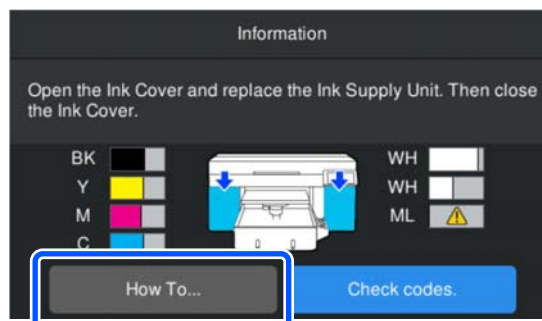 Information
Open the Ink Cover and replace the Ink Supply Unit. Then close
the Ink Cover.
BK
WH
Y
WH
M
ML
C
How To...
Check codes.